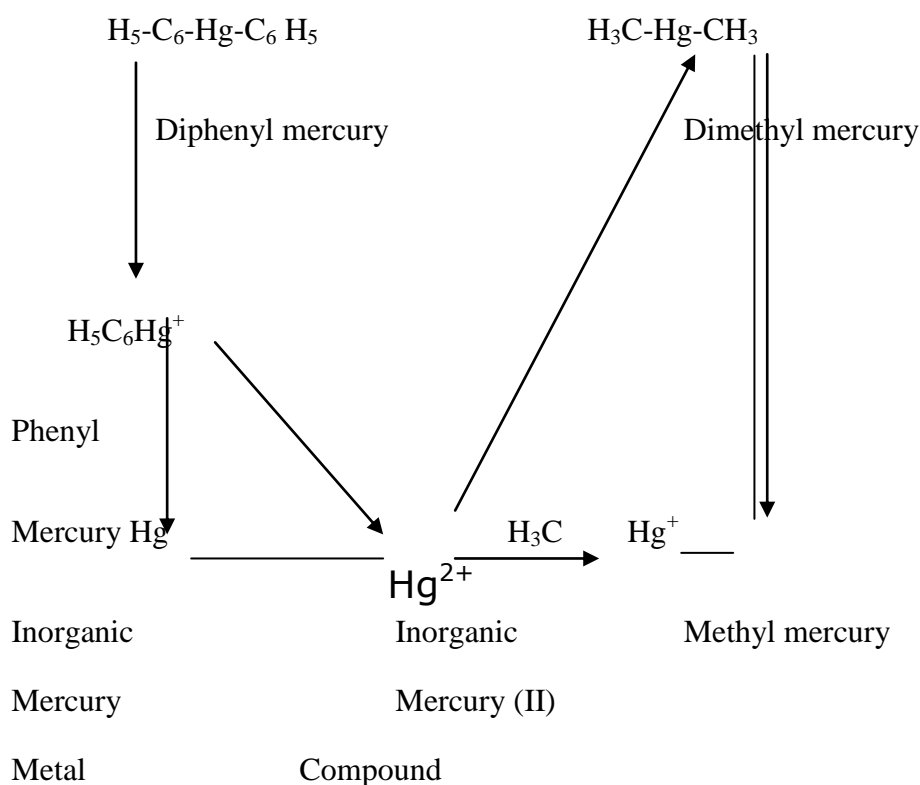 H₅-C₆-Hg-C₆ H₅ H₃C-Hg-CH₃
Diphenyl mercury Dimethyl mercury
H₅C₆Hg⁺
Phenyl
Mercury Hg H₃C Hg⁺
Hg²⁺
Inorganic Inorganic Methyl mercury
Mercury Mercury (II)
Metal Compound